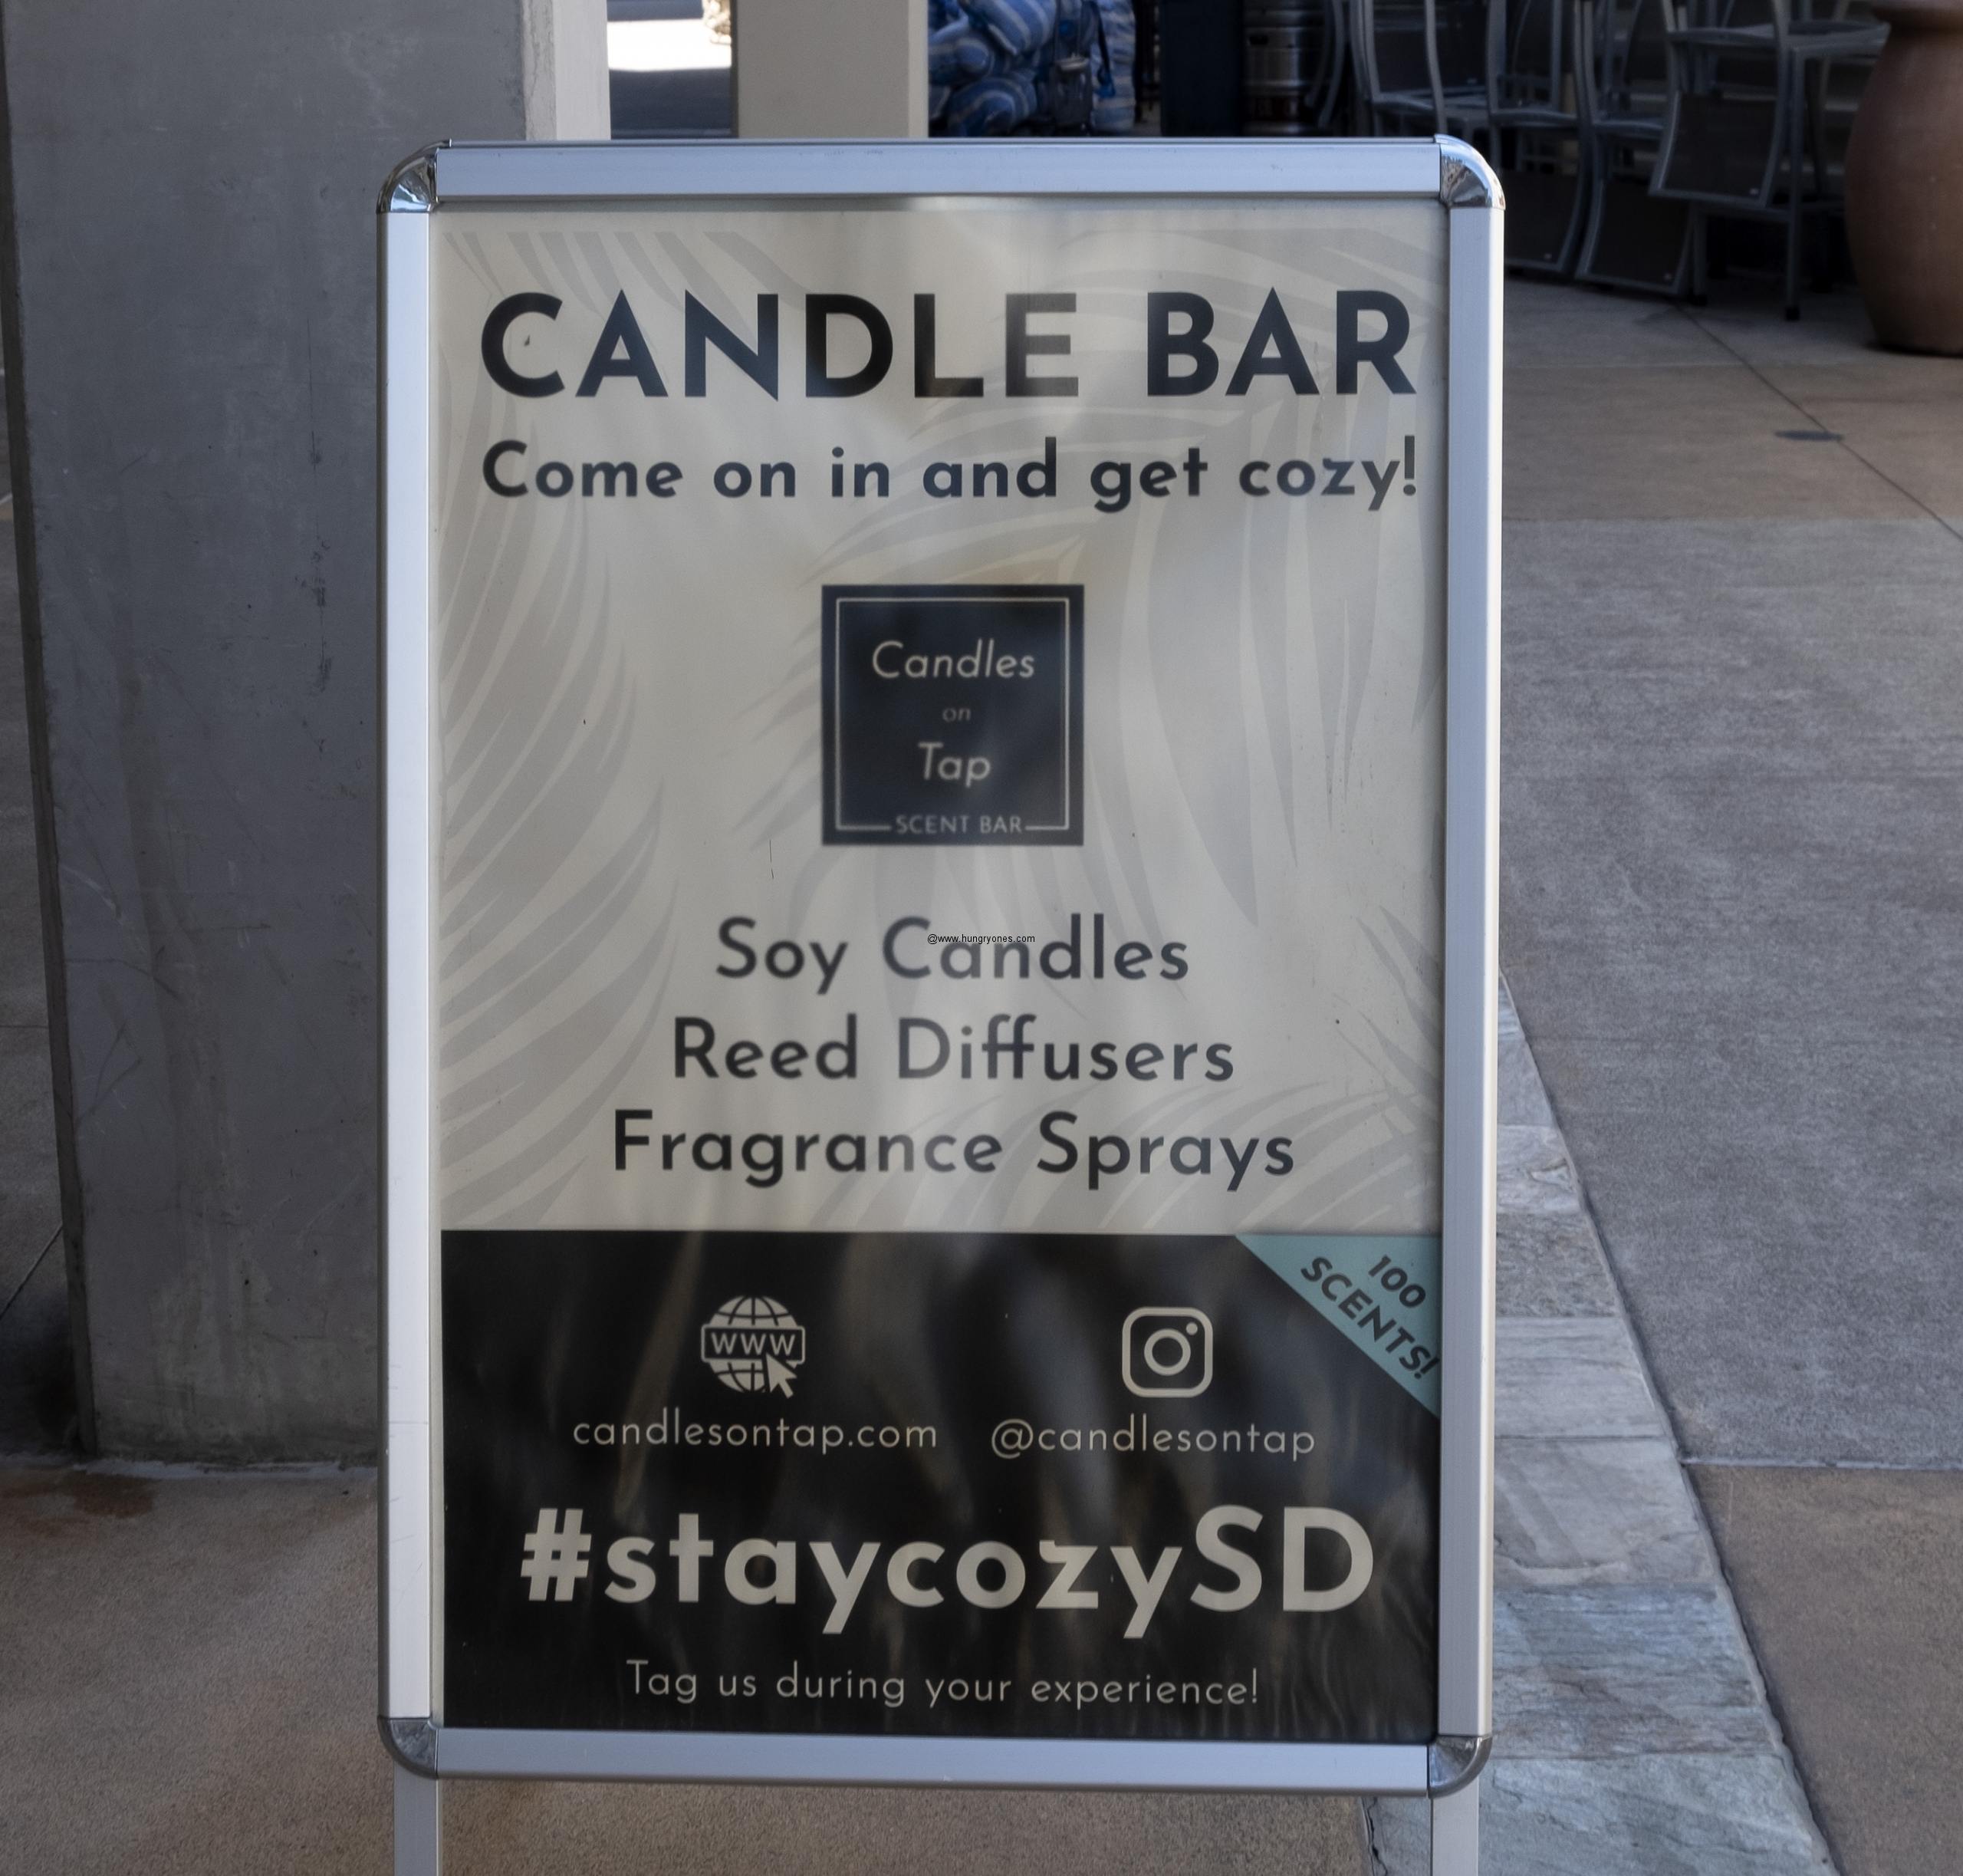 CANDLE BAR
Come on in and get cozy!
Candles
on
Tap
SCENT BAR
@www.hungryones.com
Soy Candles
Reed Diffusers
Fragrance Sprays
100
SCENTS!
www
candlesontap.com @candlesontap
#staycozySD
Tag us during your experience!